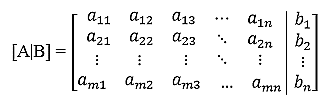 a₁₁ a₁₂ a₁₃ ⋯ a₁ₙ | b₁
a₂₁ a₂₂ a₂₃ ⋱ a₂ₙ | b₂
[A|B] = ⋮ ⋮ ⋮ ⋱ ⋮ | ⋮
aₘ₁ aₘ₂ aₘ₃ … aₘₙ | bₙ